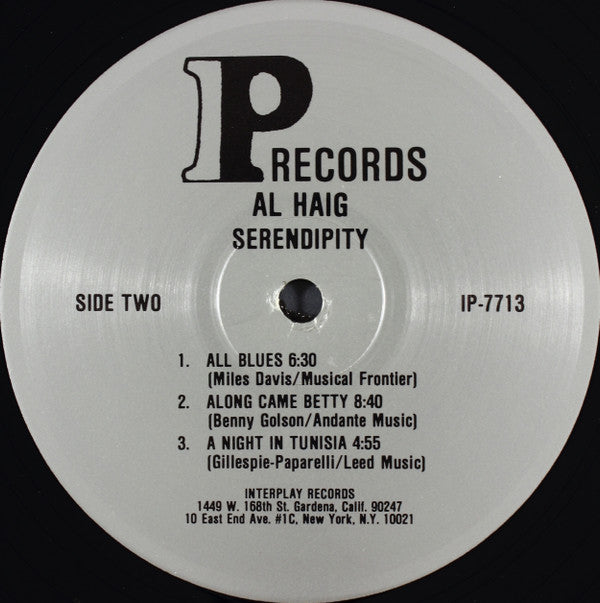 P RECORDS
AL HAIG
SERENDIPITY
SIDE TWO
IP-7713
1. ALL BLUES 6:30
(Miles Davis/Musical Frontier)
2. ALONG CAME BETTY 8:40
(Benny Golson/Andante Music)
3. A NIGHT IN TUNISIA 4:55
(Gillespie-Paparelli/Leed Music)
INTERPLAY RECORDS
1449 W. 168th St. Gardena, Calif. 90247
10 East End Ave. #1C, New York, N.Y. 10021